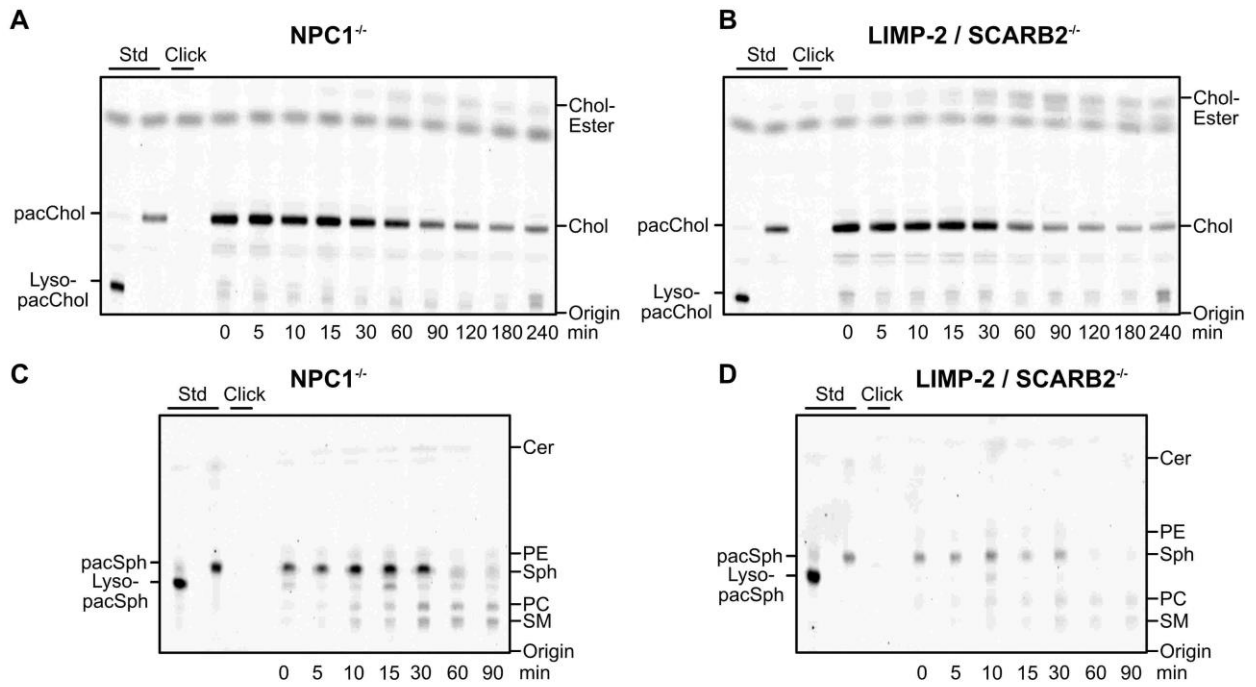 A
NPC1-/-
Std Click
Chol-
Ester
pacChol
Chol
Lyso-
pacChol
Origin
0 5 10 15 30 60 90 120 180 240 min
B
LIMP-2 / SCARB2-/-
Std Click
Chol-
Ester
pacChol
Chol
Lyso-
pacChol
Origin
0 5 10 15 30 60 90 120 180 240 min
C
NPC1-/-
Std Click
Cer
PE
pacSph
Sph
Lyso-
pacSph
PC
SM
Origin
0 5 10 15 30 60 90 min
D
LIMP-2 / SCARB2-/-
Std Click
Cer
PE
pacSph
Sph
Lyso-
pacSph
PC
SM
Origin
0 5 10 15 30 60 90 min